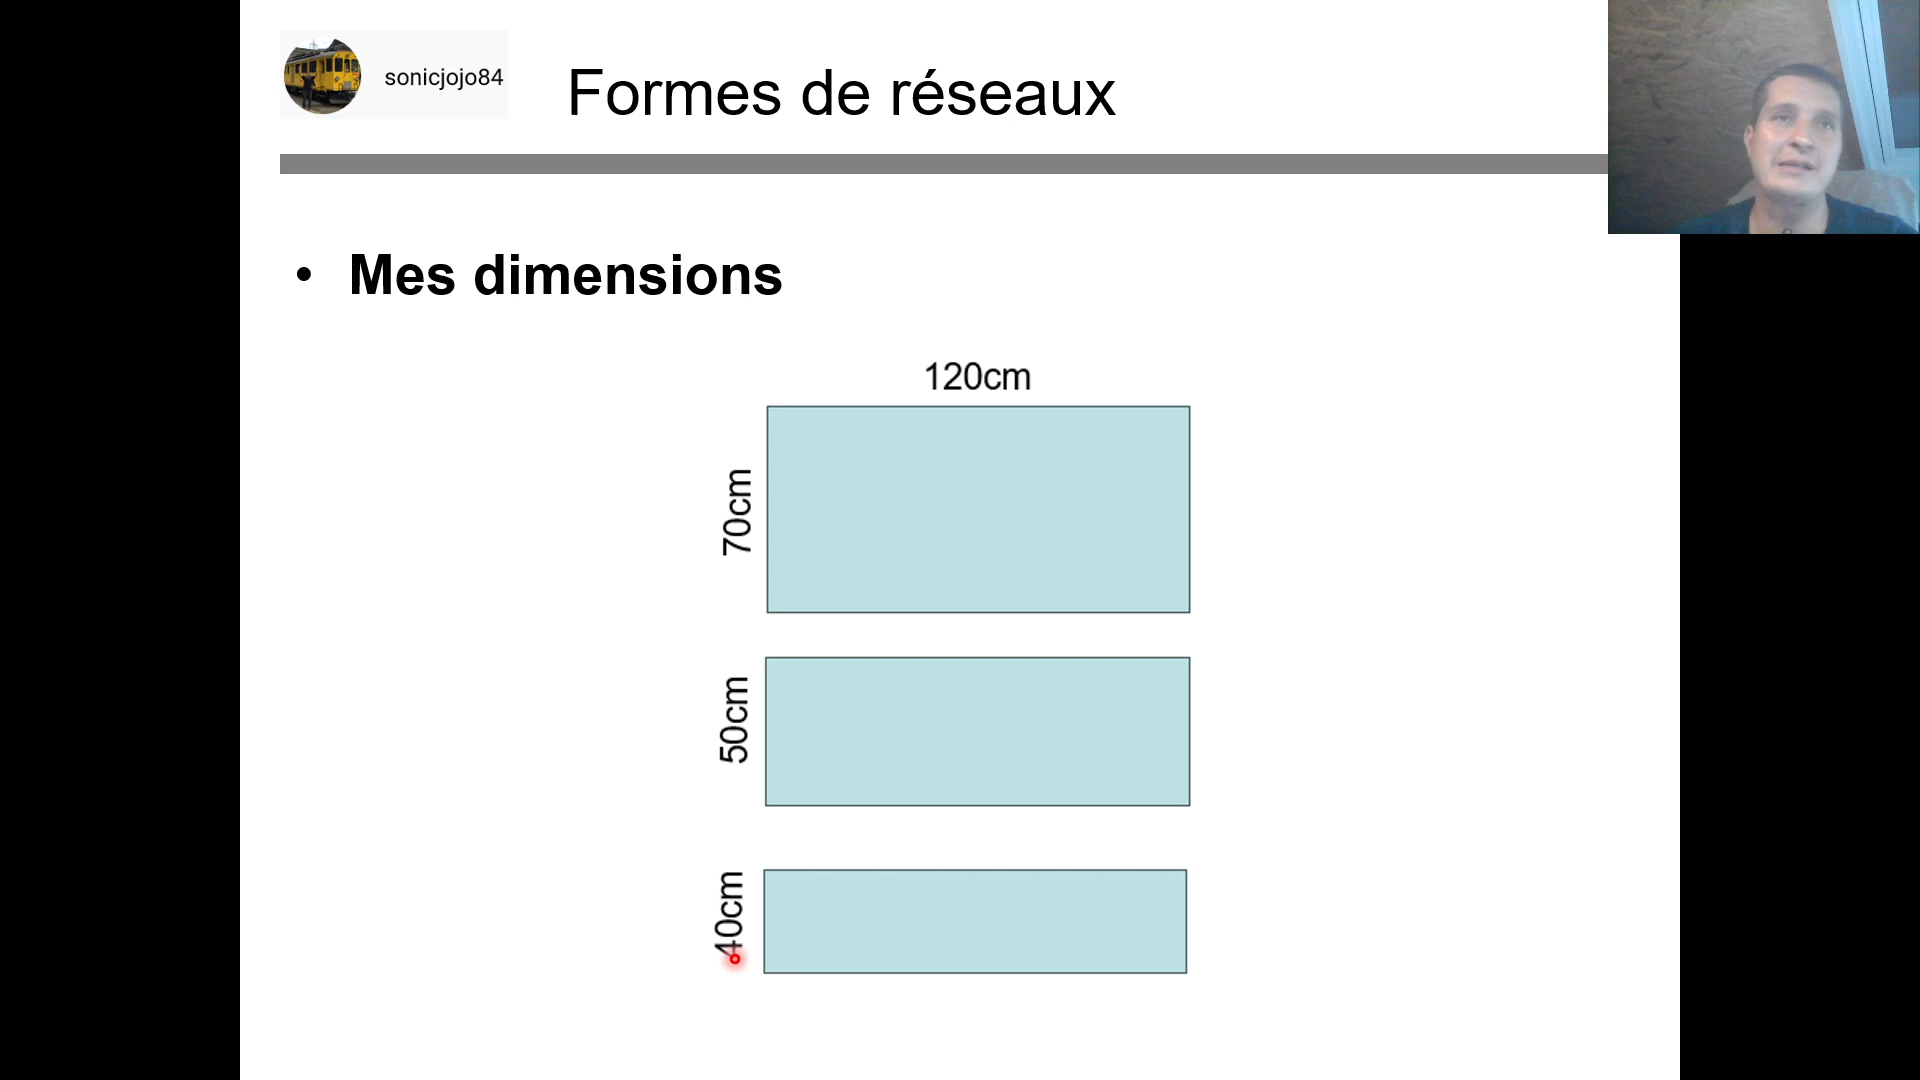 sonicjojo84
Formes de réseaux
• Mes dimensions
120cm
70cm
50cm
40cm